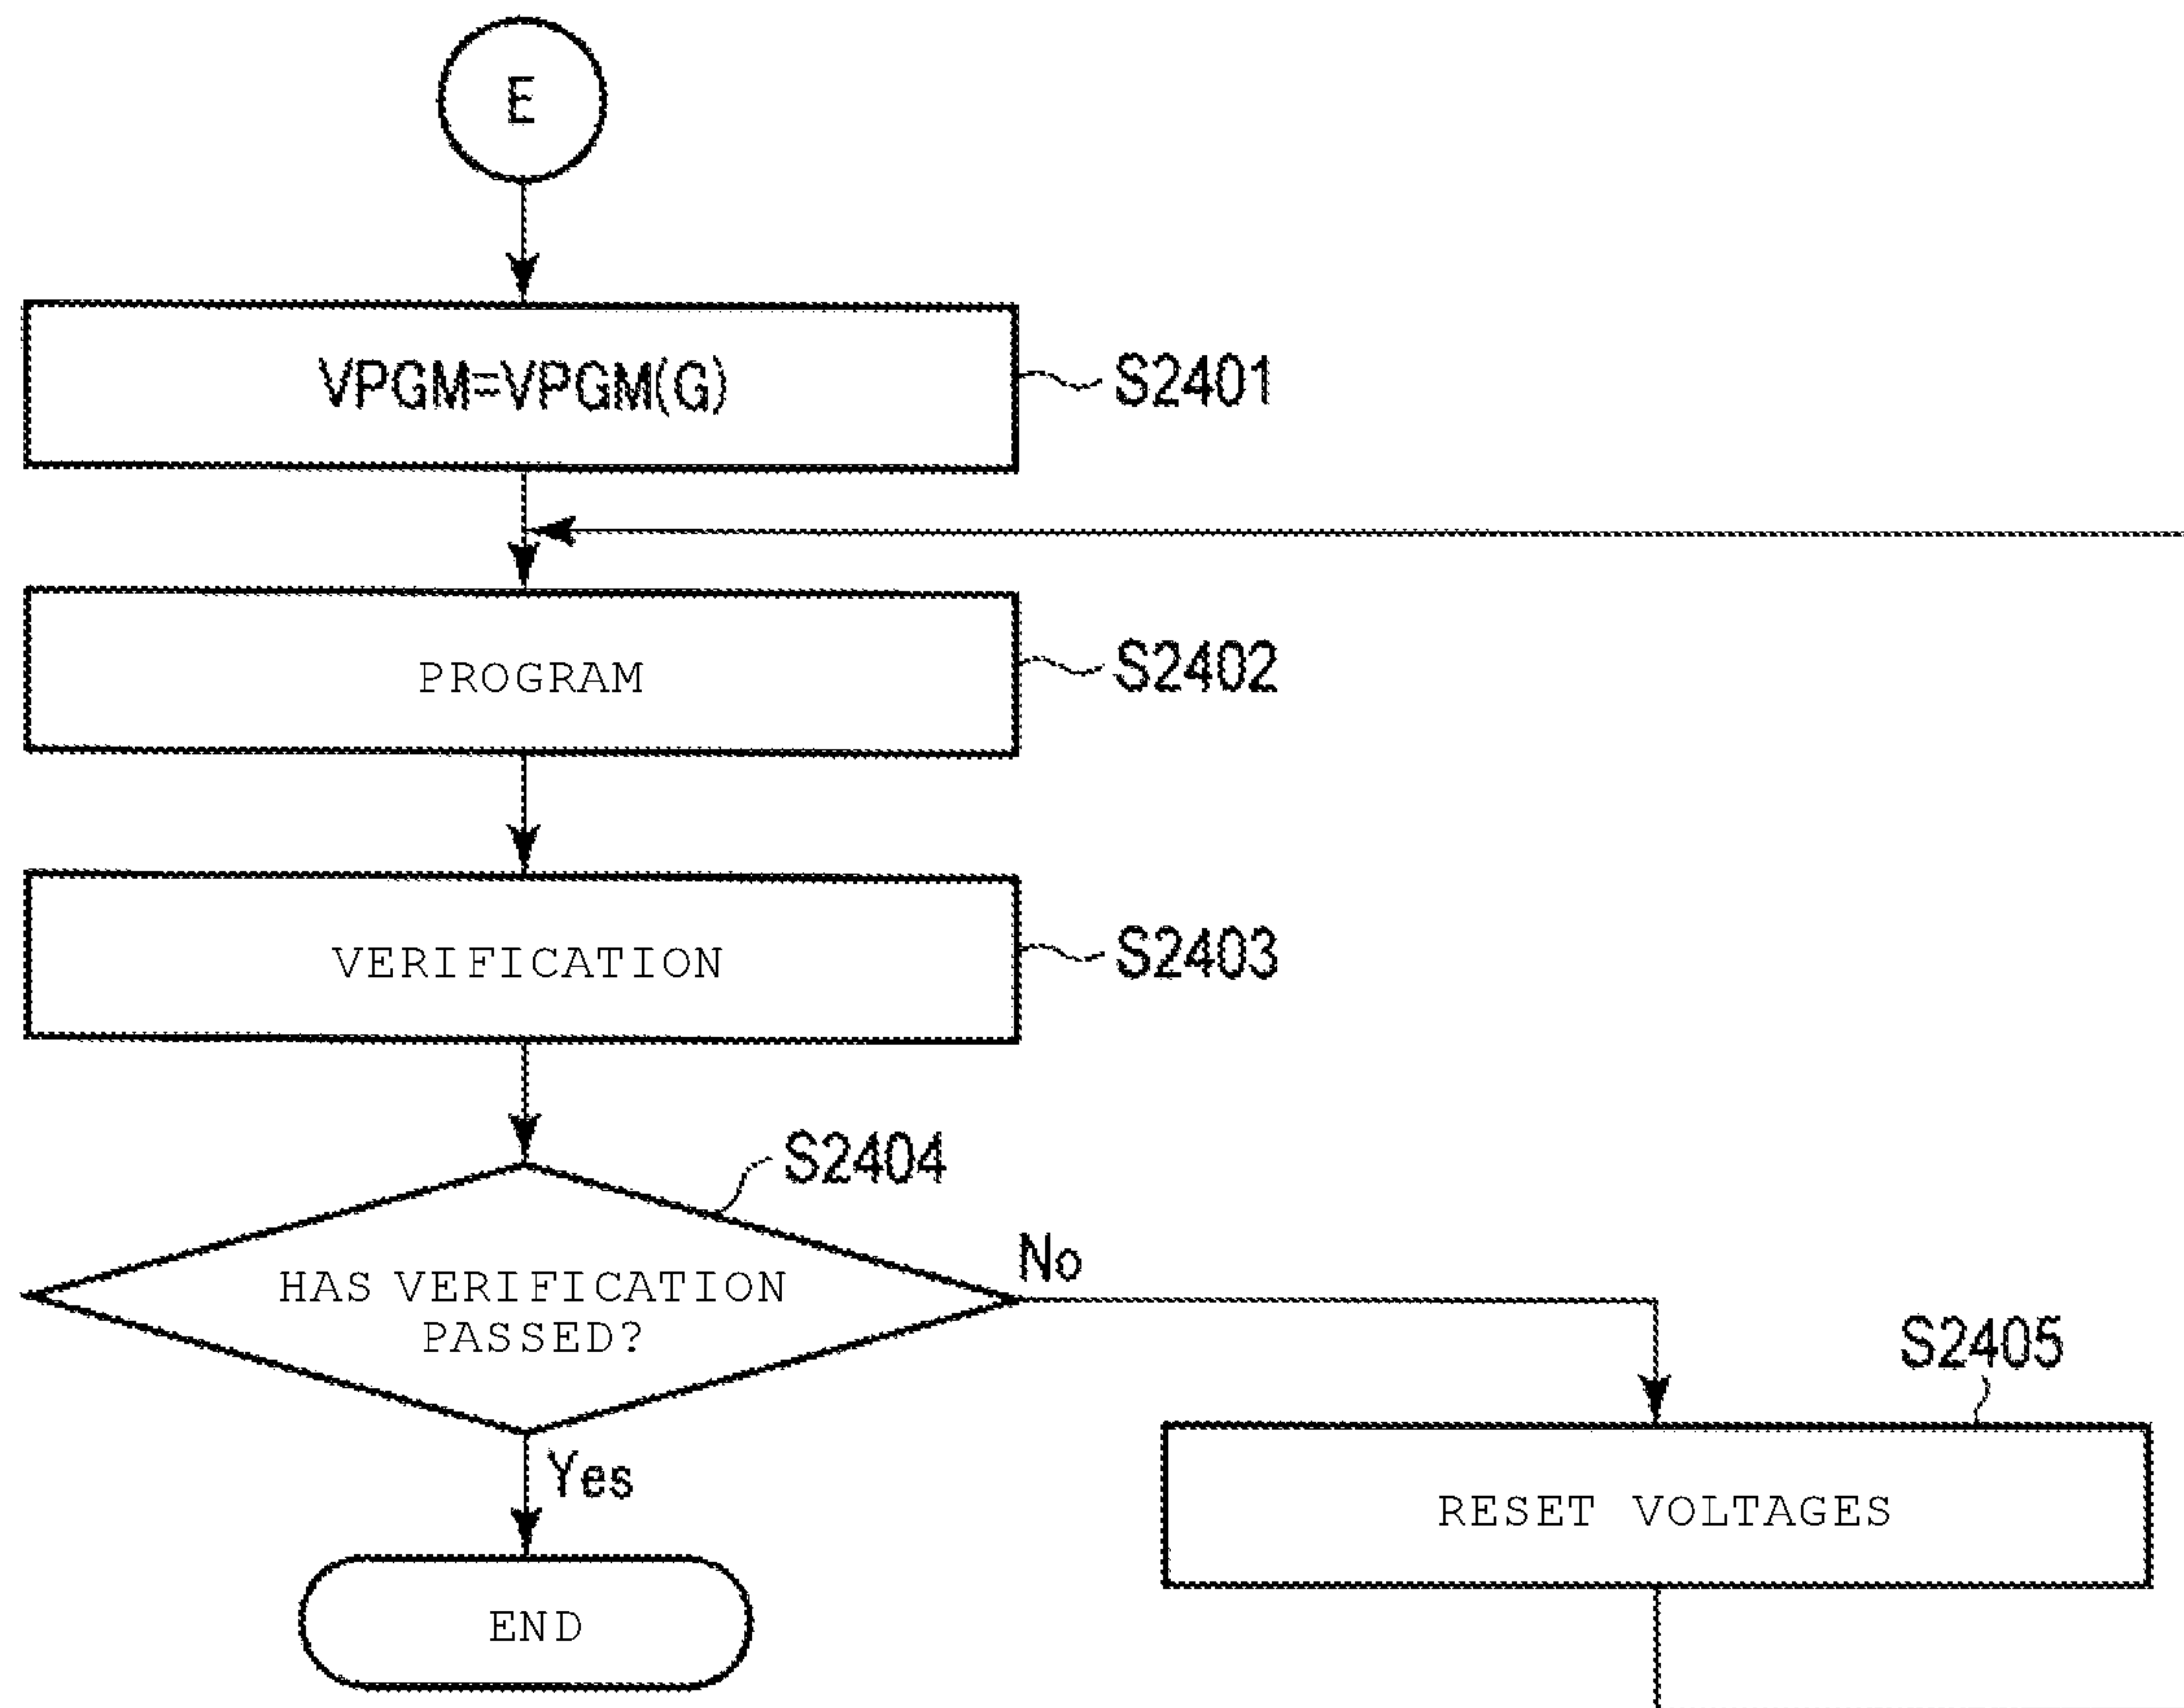 E
VPGM=VPGM(G)
S2401
PROGRAM
S2402
VERIFICATION
S2403
S2404
HAS VERIFICATION
PASSED?
No
Yes
S2405
RESET VOLTAGES
END